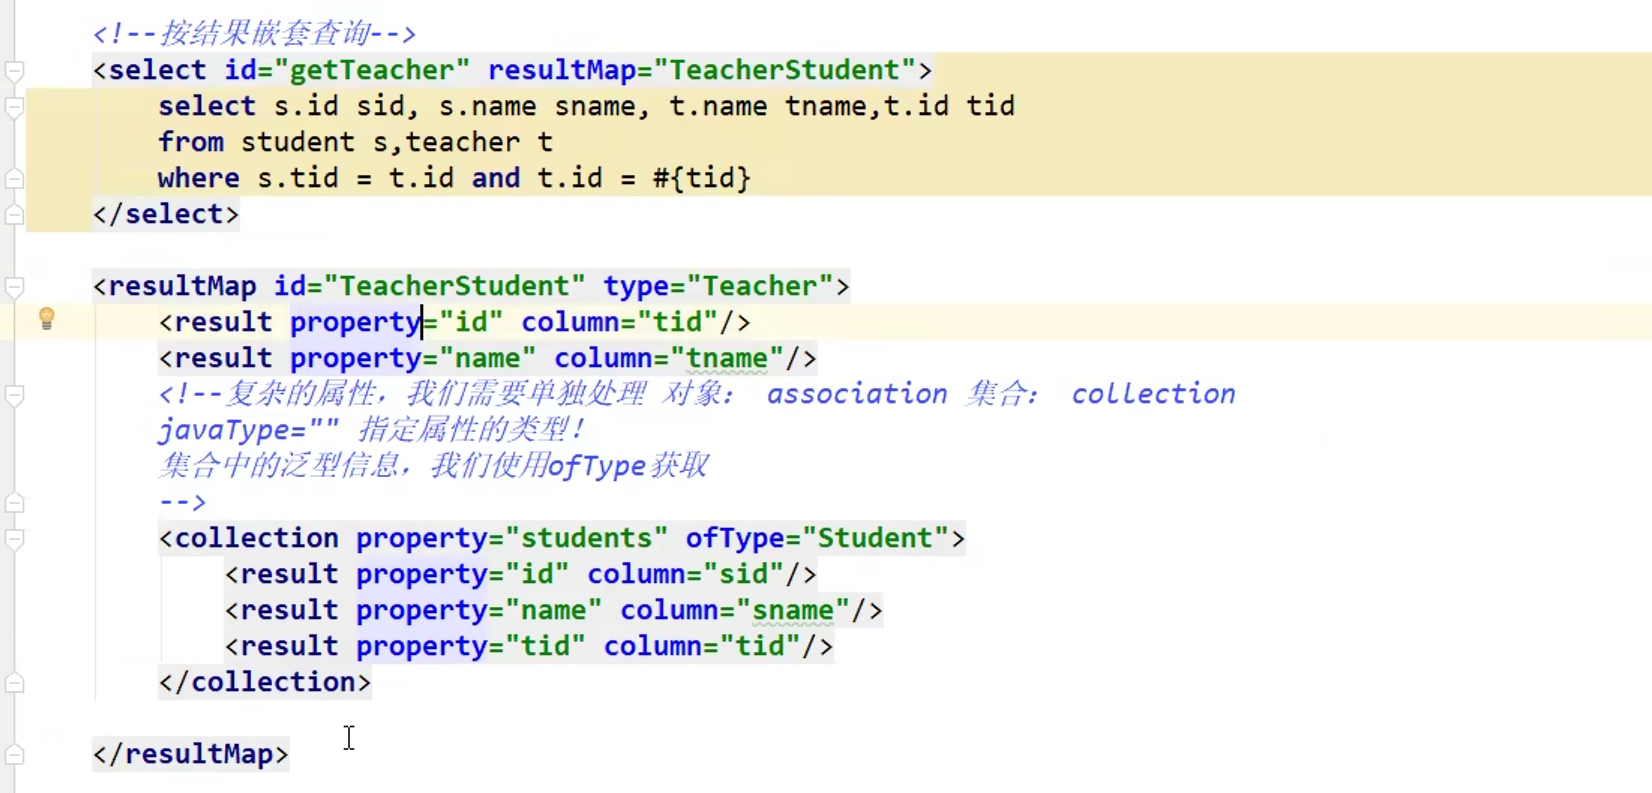 <!--按结果嵌套查询-->
<select id="getTeacher" resultMap="TeacherStudent">
select s.id sid, s.name sname, t.name tname,t.id tid
from student s,teacher t
where s.tid = t.id and t.id = #{tid}
</select>
<resultMap id="TeacherStudent" type="Teacher">
<result property="id" column="tid"/>
<result property="name" column="tname"/>
<!--复杂的属性，我们需要单独处理 对象： association 集合： collection
javaType="" 指定属性的类型！
集合中的泛型信息，我们使用ofType获取
-->
<collection property="students" ofType="Student">
<result property="id" column="sid"/>
<result property="name" column="sname"/>
<result property="tid" column="tid"/>
</collection>
</resultMap>